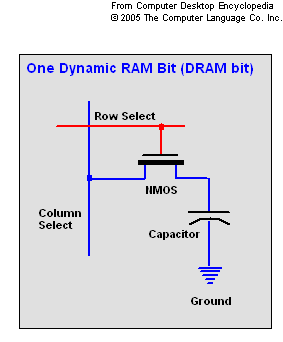 From Computer Desktop Encyclopedia
© 2005 The Computer Language Co. Inc.
One Dynamic RAM Bit (DRAM bit)
Row Select
NMOS
Column
Select
Capacitor
Ground